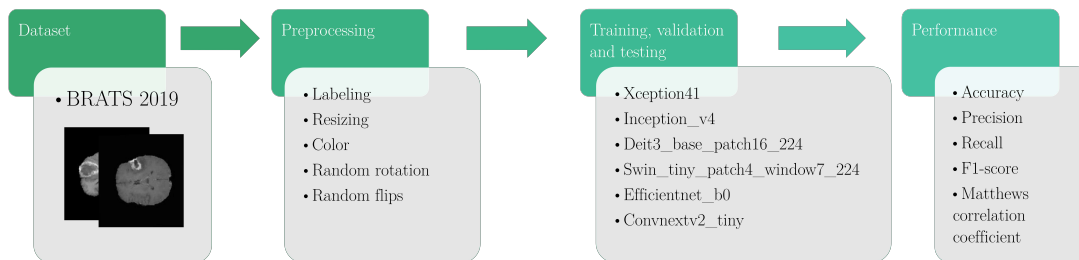 Dataset
• BRATS 2019
Preprocessing
• Labeling
• Resizing
• Color
• Random rotation
• Random flips
Training, validation
and testing
• Xception41
• Inception_v4
• Deit3_base_patch16_224
• Swin_tiny_patch4_window7_224
• Efficientnet_b0
• Convnextv2_tiny
Performance
• Accuracy
• Precision
• Recall
• F1-score
• Matthews
correlation
coefficient